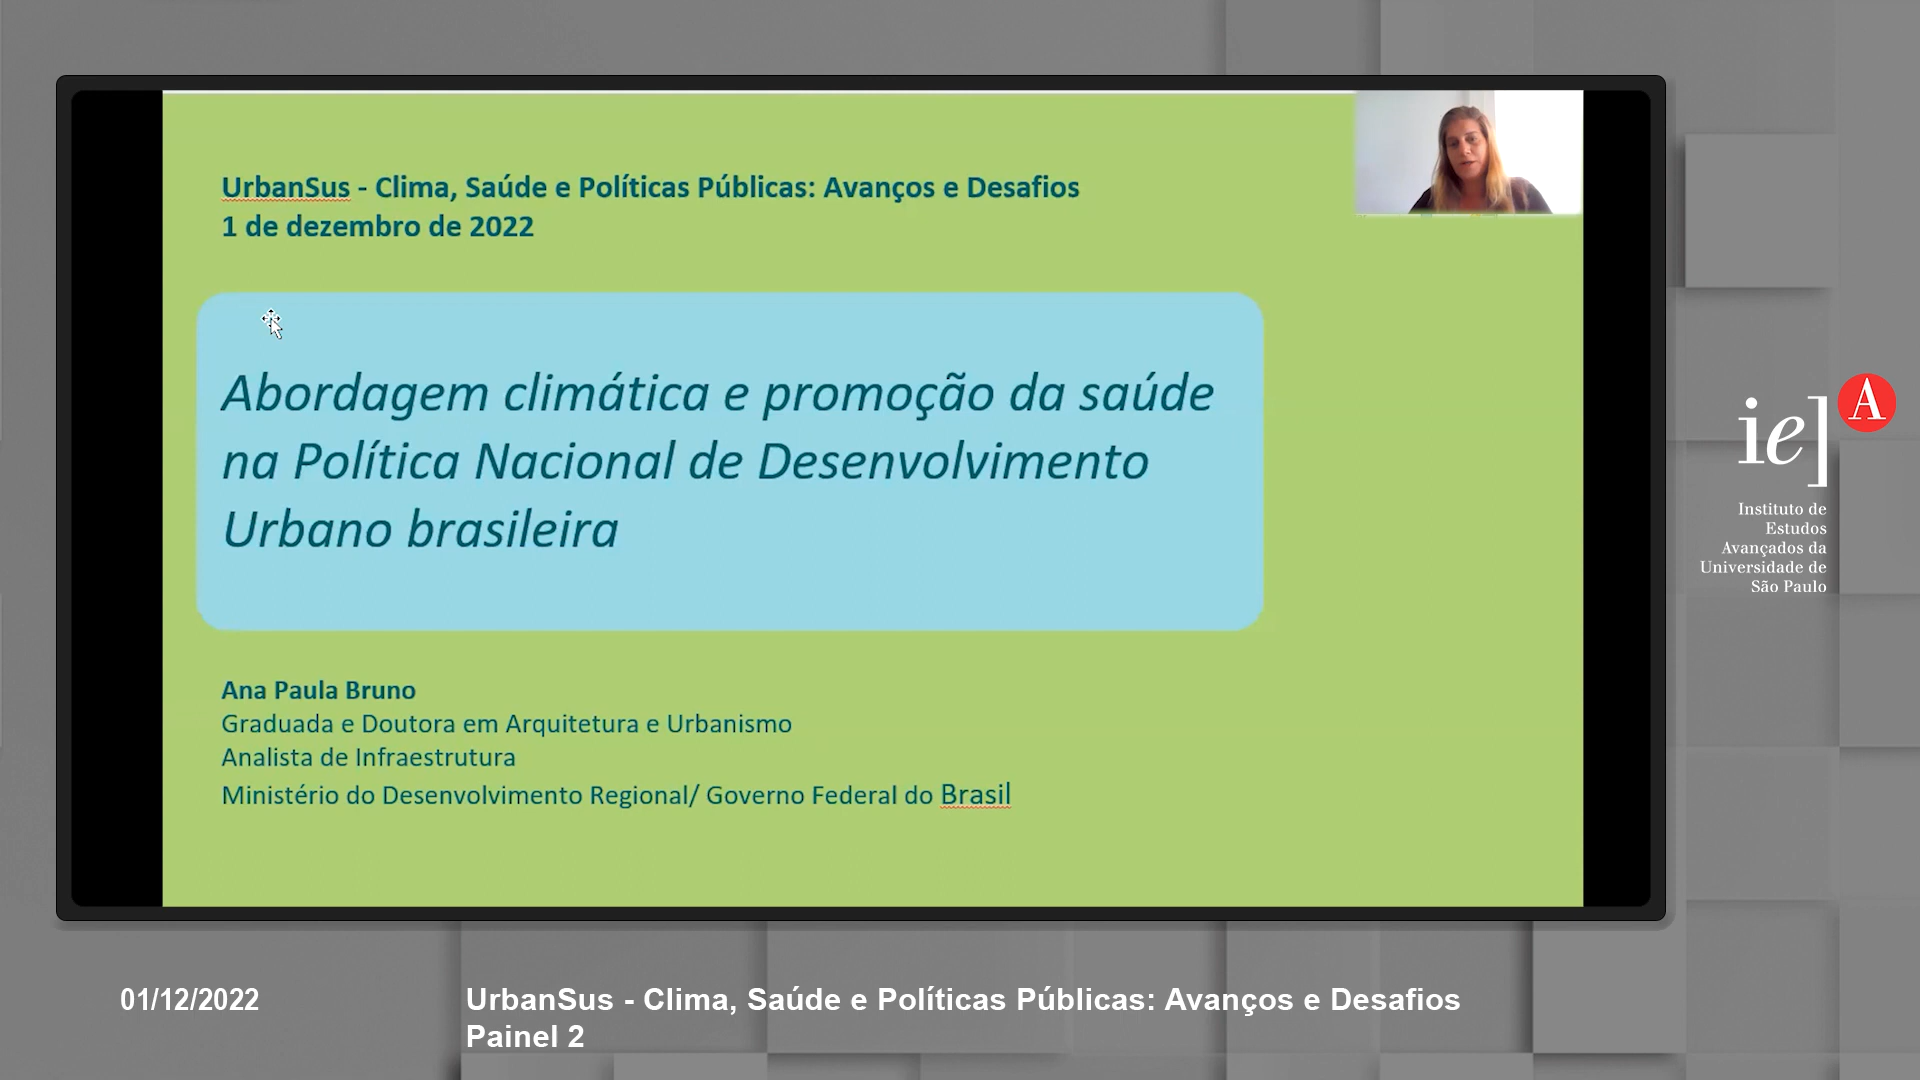 UrbanSus - Clima, Saúde e Políticas Públicas: Avanços e Desafios
1 de dezembro de 2022
Abordagem climática e promoção da saúde
na Política Nacional de Desenvolvimento
Urbano brasileira
Ana Paula Bruno
Graduada e Doutora em Arquitetura e Urbanismo
Analista de Infraestrutura
Ministério do Desenvolvimento Regional/ Governo Federal do Brasil
ie] A
Instituto de
Estudos
Avançados da
Universidade de
São Paulo
01/12/2022
UrbanSus - Clima, Saúde e Políticas Públicas: Avanços e Desafios
Painel 2